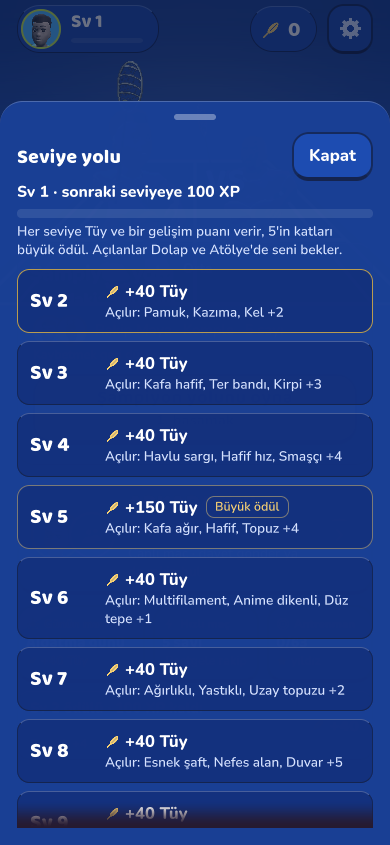 Sv 1
0
Seviye yolu
Kapat
Sv 1 · sonraki seviyeye 100 XP
Her seviye Tüy ve bir gelişim puanı verir, 5'in katları
büyük ödül. Açılanlar Dolap ve Atölye'de seni bekler.
Sv 2
+40 Tüy
Açılır: Pamuk, Kazıma, Kel +2
Sv 3
+40 Tüy
Açılır: Kafa hafif, Ter bandı, Kirpi +3
Sv 4
+40 Tüy
Açılır: Havlu sargı, Hafif hız, Smaşçı +4
Sv 5
+150 Tüy Büyük ödül
Açılır: Kafa ağır, Hafif, Topuz +4
Sv 6
+40 Tüy
Açılır: Multifilament, Anime dikenli, Düz
tepe +1
Sv 7
+40 Tüy
Açılır: Ağırlıklı, Yastıklı, Uzay topuzu +2
Sv 8
+40 Tüy
Açılır: Esnek şaft, Nefes alan, Duvar +5
Sv 9
+40 Tüy